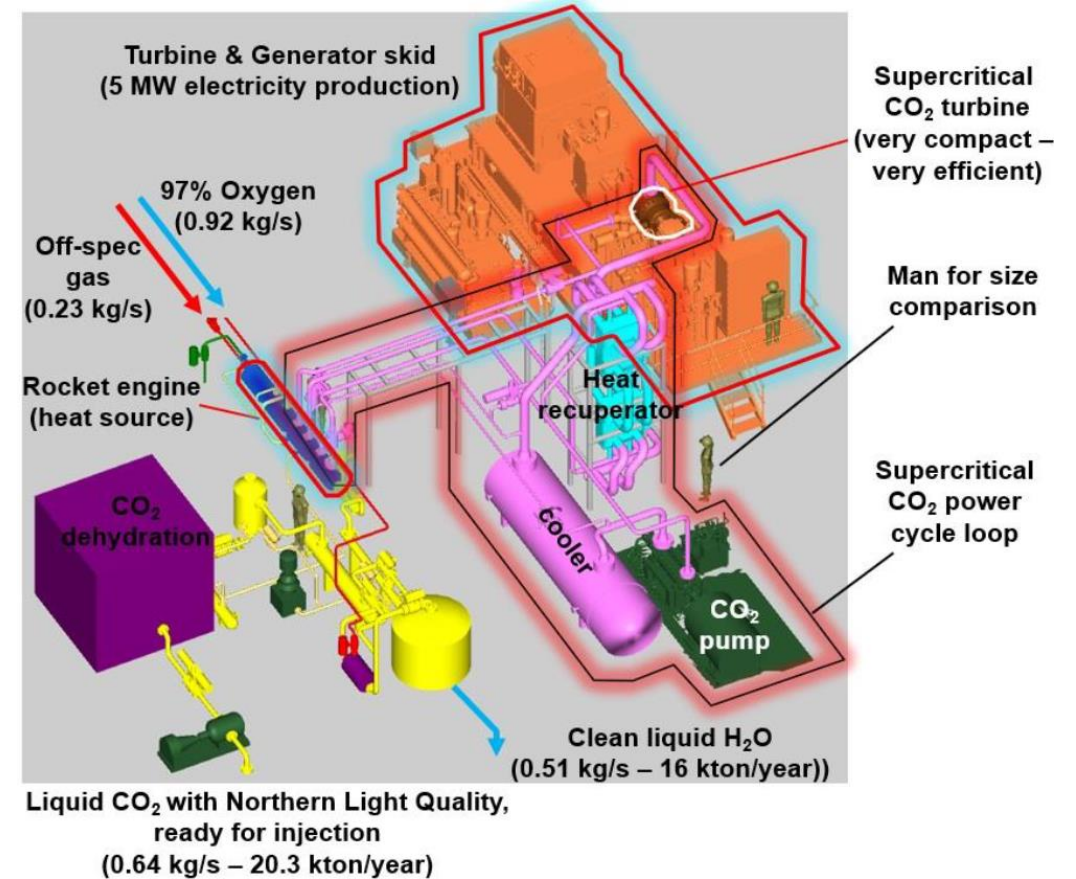 Turbine & Generator skid
(5 MW electricity production)
Supercritical
CO₂ turbine
(very compact –
very efficient)
97% Oxygen
(0.92 kg/s)
Off-spec
gas
(0.23 kg/s)
Man for size
comparison
Rocket engine
(heat source)
Heat
recuperator
Supercritical
CO₂ power
cycle loop
CO₂
dehydration
cooler
CO₂
pump
Clean liquid H₂O
(0.51 kg/s – 16 kton/year))
Liquid CO₂ with Northern Light Quality,
ready for injection
(0.64 kg/s – 20.3 kton/year)